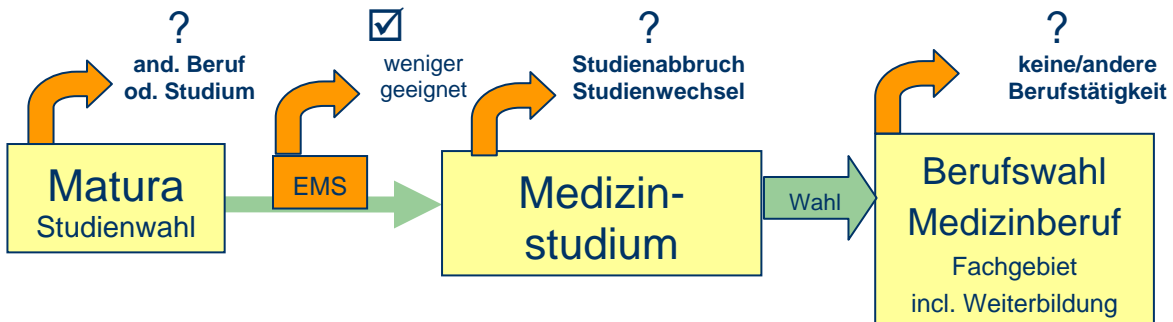 ?
and. Beruf
od. Studium
☑
weniger
geeignet
?
Studienabbruch
Studienwechsel
?
keine/andere
Berufstätigkeit
Matura
Studienwahl
EMS
Medizin-
studium
Wahl
Berufswahl
Medizinberuf
Fachgebiet
incl. Weiterbildung